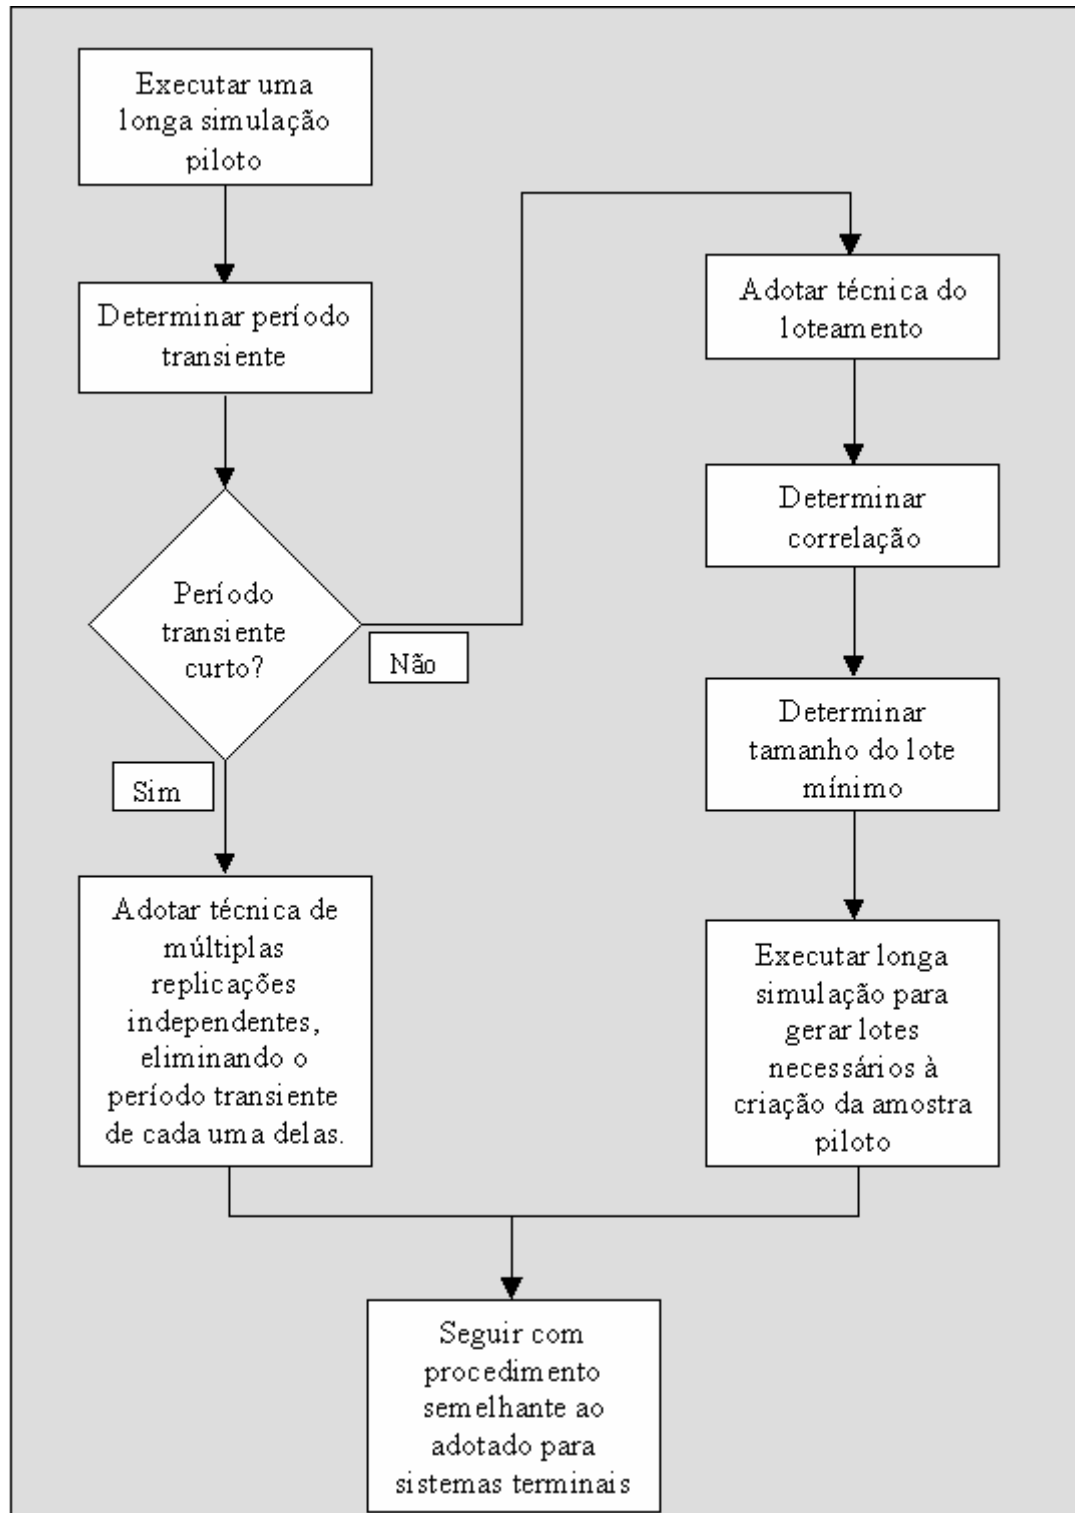 Executar uma
longa simulação
piloto
Determinar período
transiente
Período
transiente
curto?
Não
Sim
Adotar técnica de
múltiplas
replicações
independentes,
eliminando o
período transiente
de cada uma delas.
Adotar técnica do
loteamento
Determinar
correlação
Determinar
tamanho do lote
mínimo
Executar longa
simulação para
gerar lotes
necessários à
criação da amostra
piloto
Seguir com
procedimento
semelhante ao
adotado para
sistemas terminais